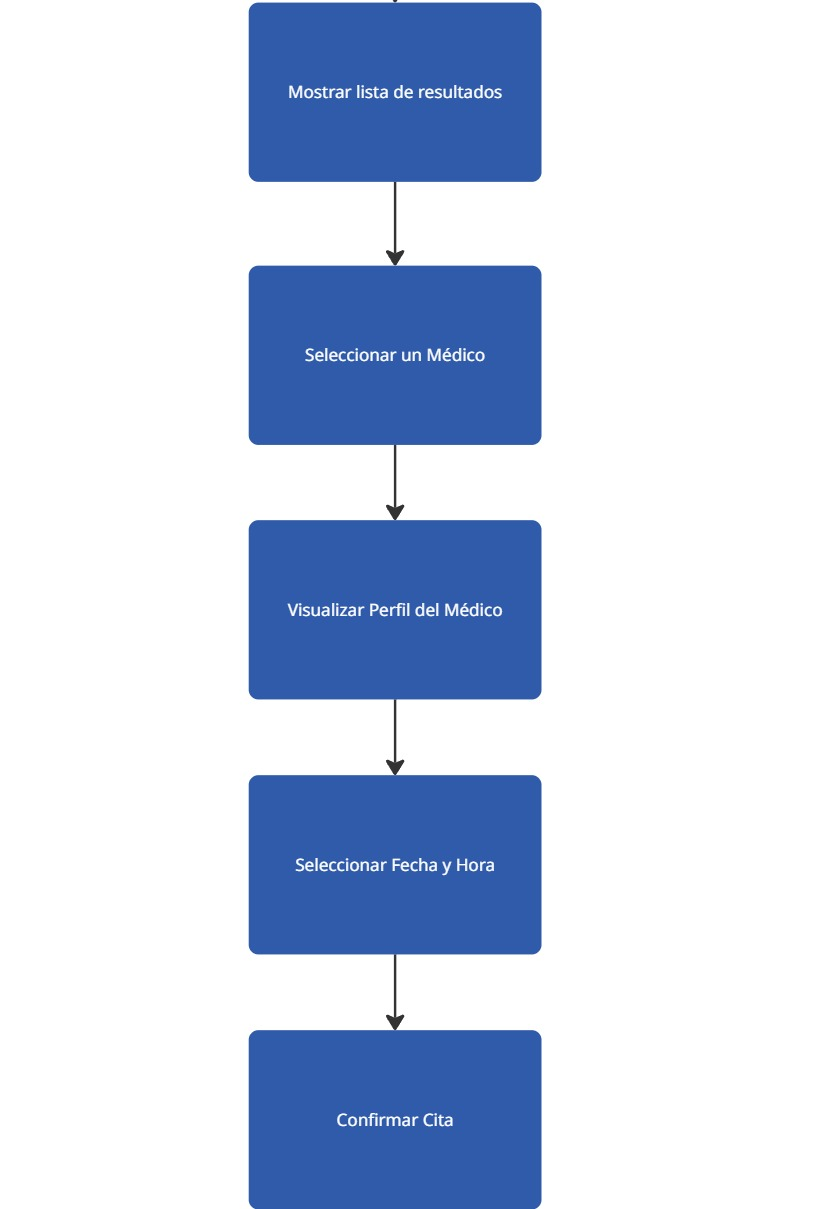 Mostrar lista de resultados
Seleccionar un Médico
Visualizar Perfil del Médico
Seleccionar Fecha y Hora
Confirmar Cita